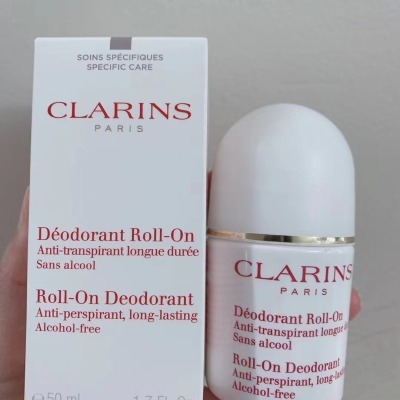 SOINS SPÉCIFIQUES
SPECIFIC CARE
CLARINS
PARIS
Déodorant Roll-On
Anti-transpirant longue durée
Sans alcool
Roll-On Deodorant
Anti-perspirant, long-lasting
Alcohol-free
50 ml
CLARINS
PARIS
Déodorant Roll-On
Anti-transpirant longue
Sans alcool
Roll-On Deodorant
Anti-perspirant, long-lasting
Alcohol-free